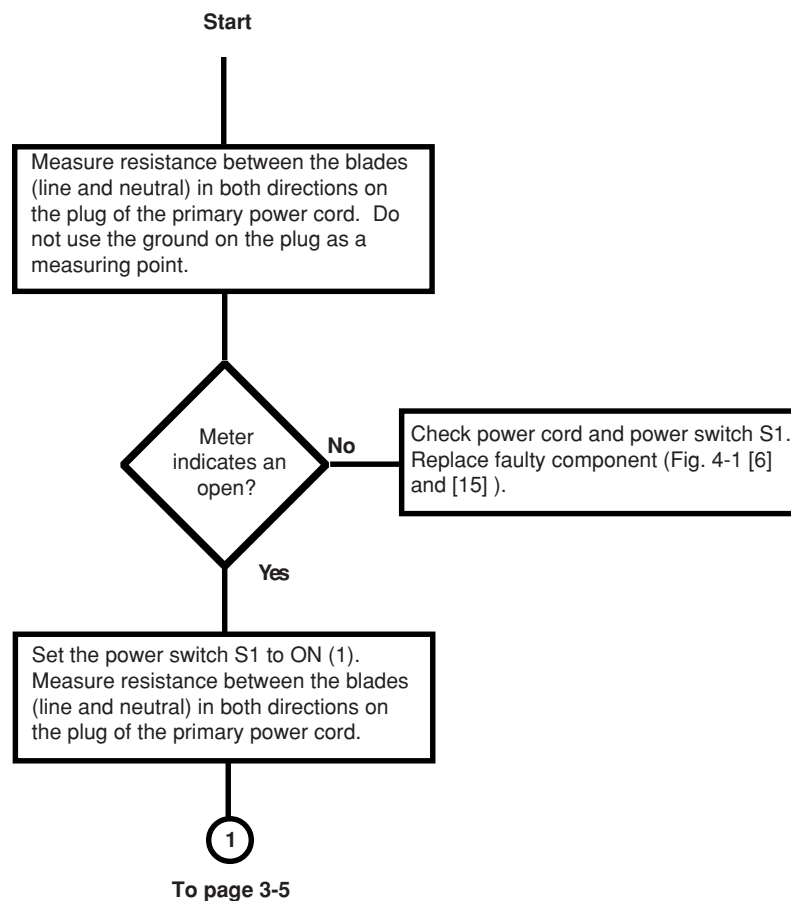 Start
Measure resistance between the blades
(line and neutral) in both directions on
the plug of the primary power cord.  Do
not use the ground on the plug as a
measuring point.
Meter
indicates an
open?
No
Check power cord and power switch S1.
Replace faulty component (Fig. 4-1 [6]
and [15] ).
Yes
Set the power switch S1 to ON (1).
Measure resistance between the blades
(line and neutral) in both directions on
the plug of the primary power cord.
1
To page 3-5